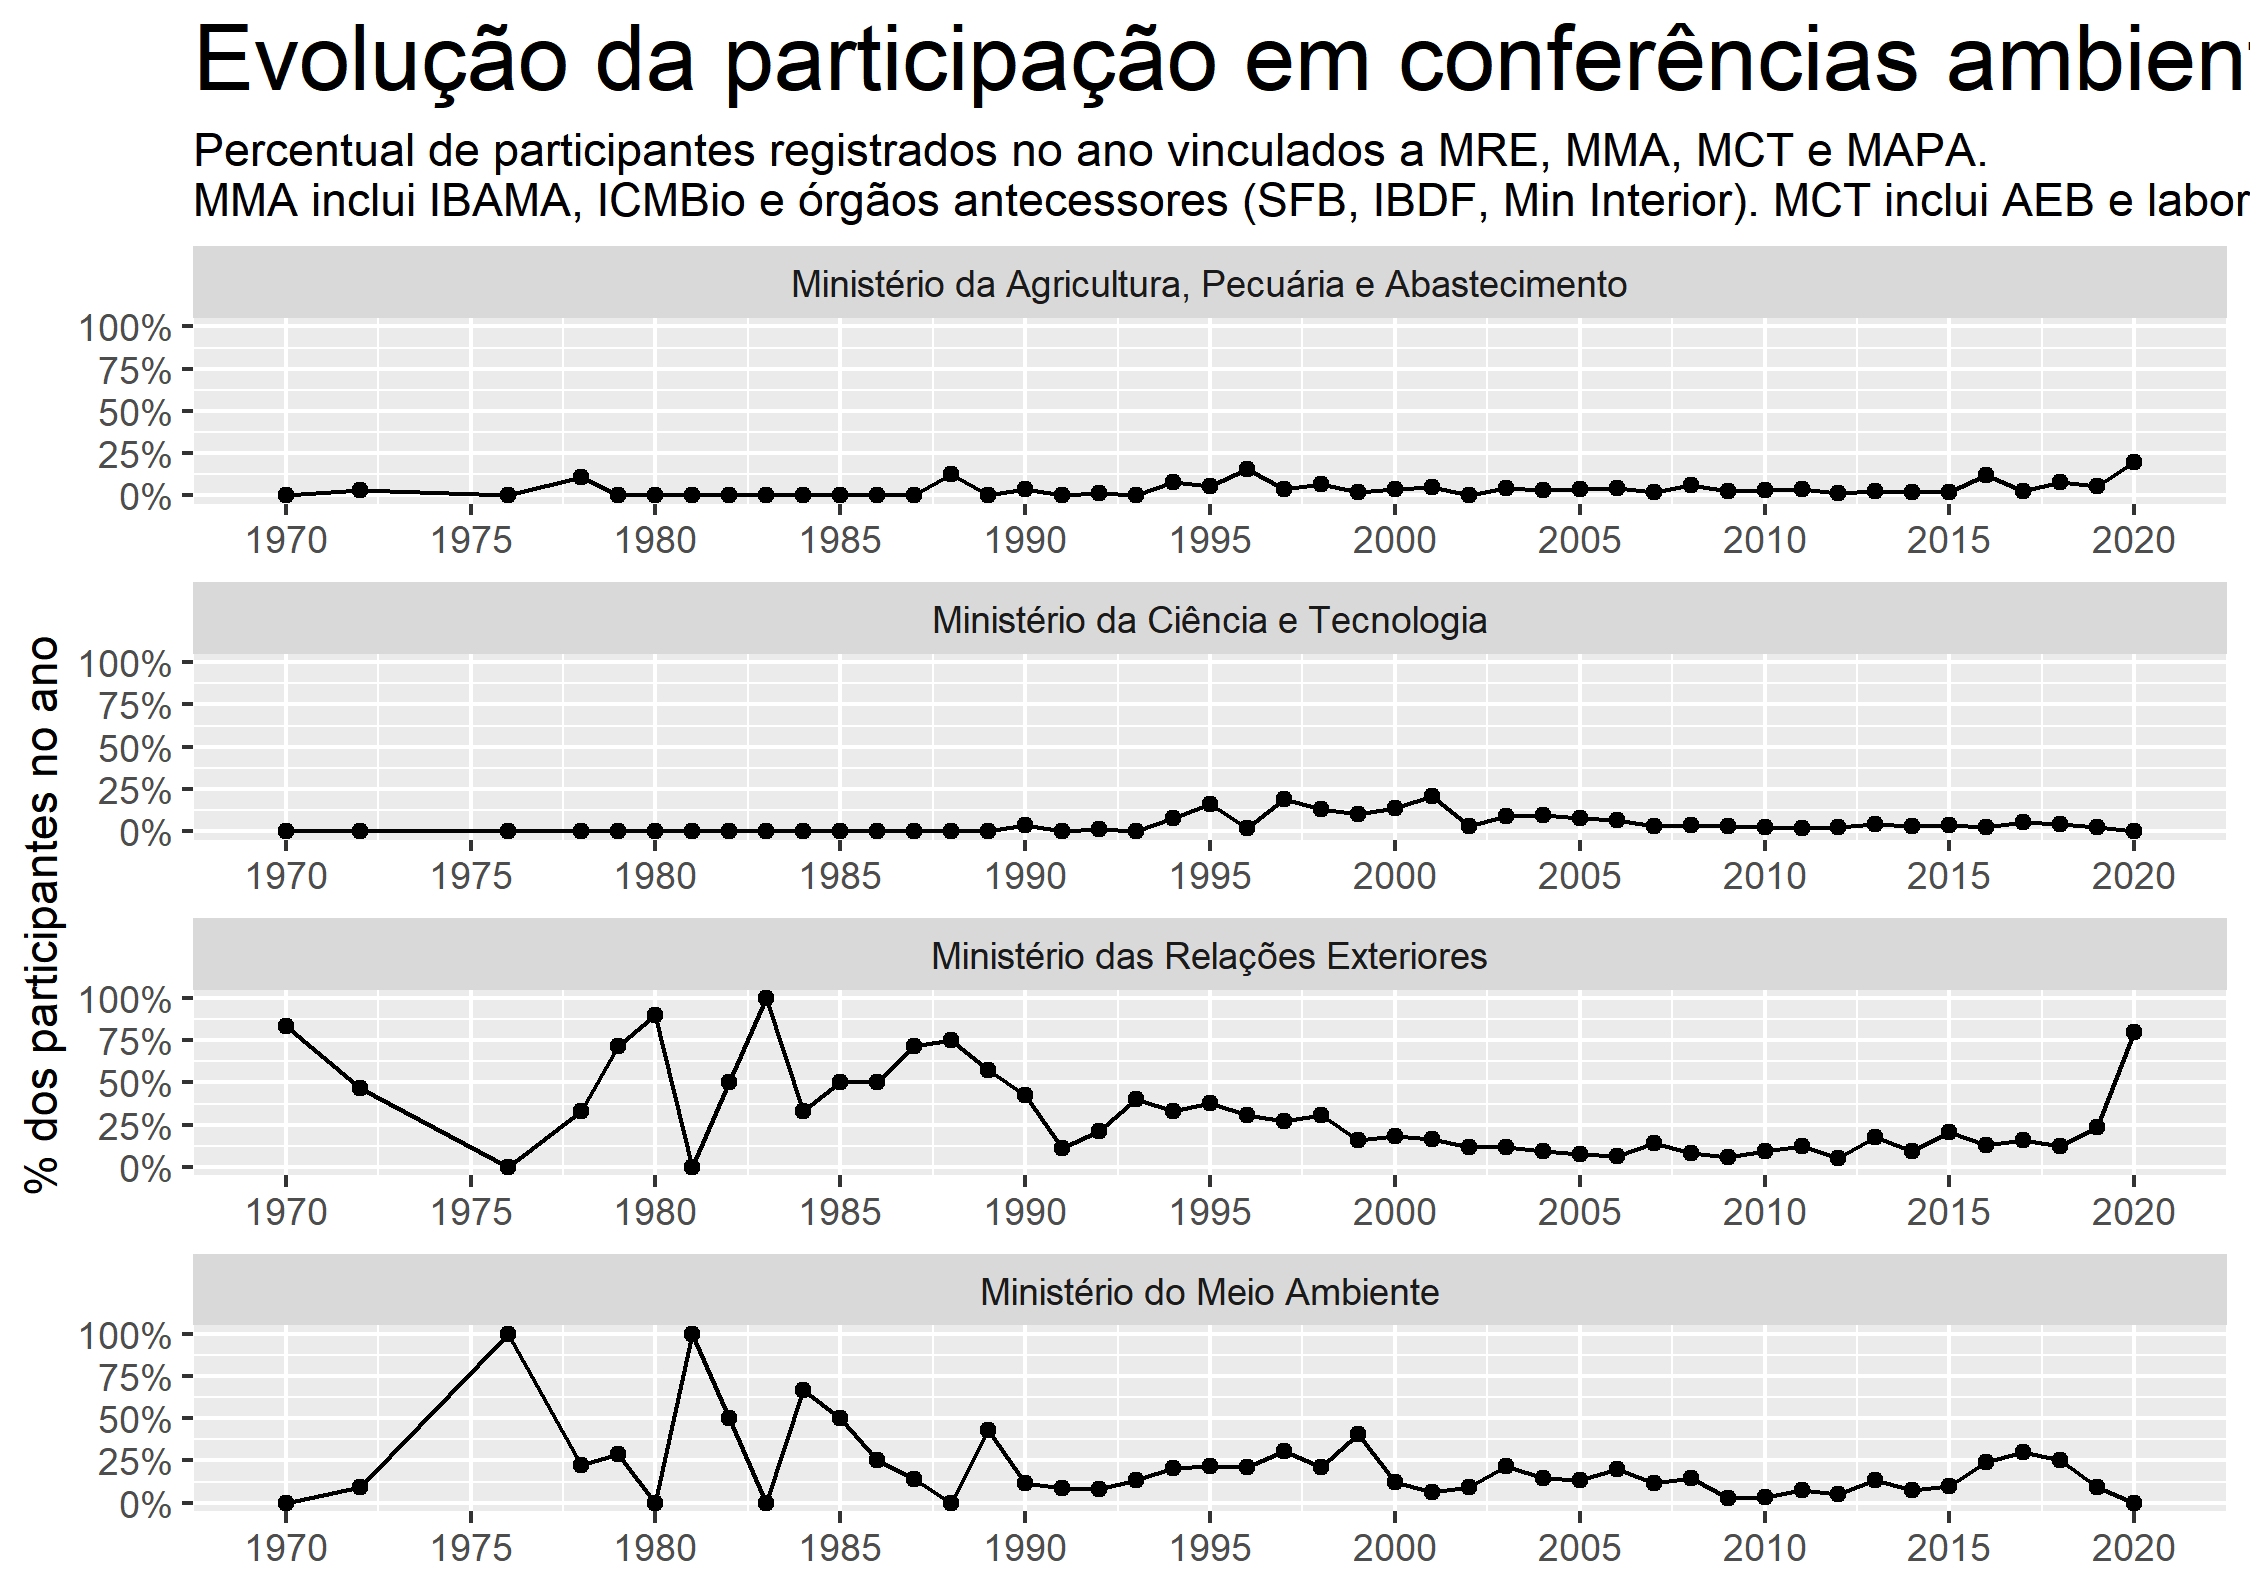 Evolução da participação em conferências ambient
Percentual de participantes registrados no ano vinculados a MRE, MMA, MCT e MAPA.
MMA inclui IBAMA, ICMBio e órgãos antecessores (SFB, IBDF, Min Interior). MCT inclui AEB e labor
% dos participantes no ano
Ministério da Agricultura, Pecuária e Abastecimento
100%
75%
50%
25%
0%
1970 1975 1980 1985 1990 1995 2000 2005 2010 2015 2020
Ministério da Ciência e Tecnologia
100%
75%
50%
25%
0%
1970 1975 1980 1985 1990 1995 2000 2005 2010 2015 2020
Ministério das Relações Exteriores
100%
75%
50%
25%
0%
1970 1975 1980 1985 1990 1995 2000 2005 2010 2015 2020
Ministério do Meio Ambiente
100%
75%
50%
25%
0%
1970 1975 1980 1985 1990 1995 2000 2005 2010 2015 2020